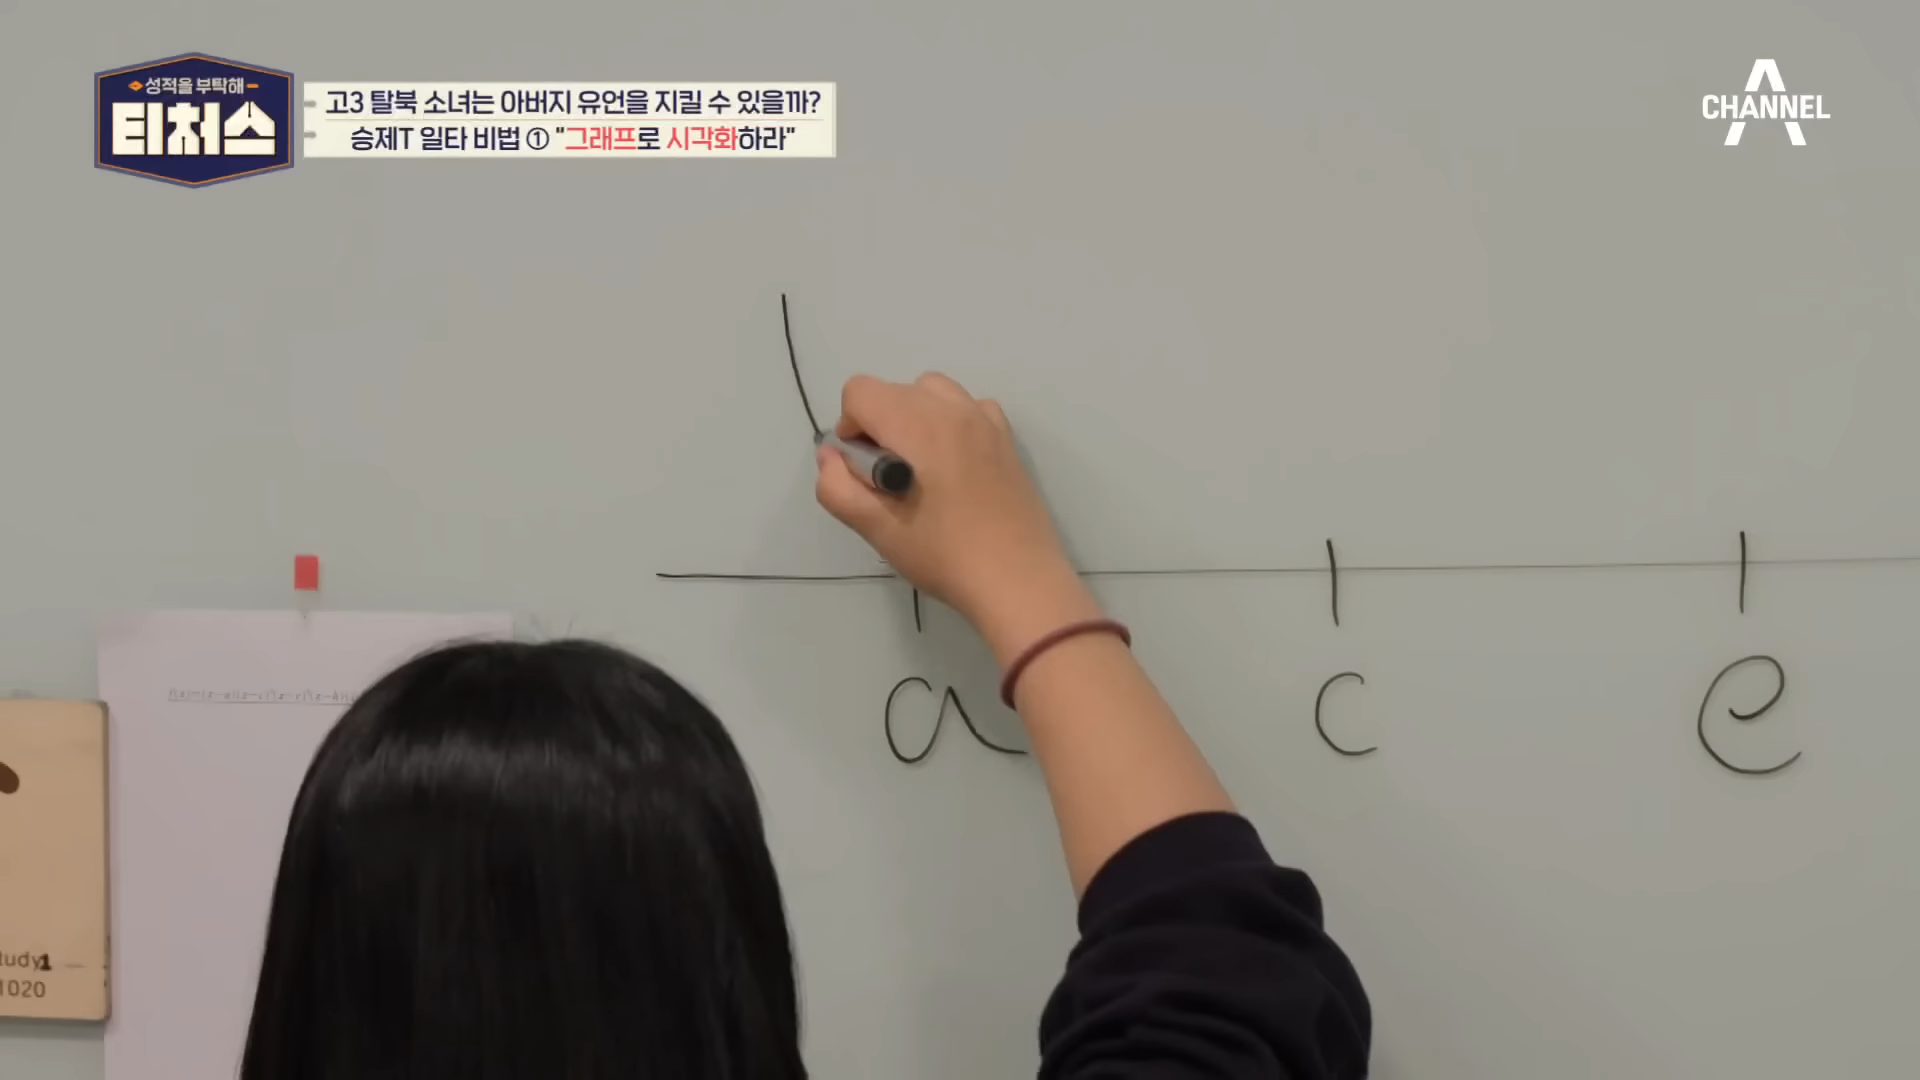 성적을 부탁해
티처스
고3 탈북 소녀는 아버지 유언을 지킬 수 있을까?
승제T 일타 비법 ① "그래프로 시각화하라"
CHANNEL A
a c e
1020